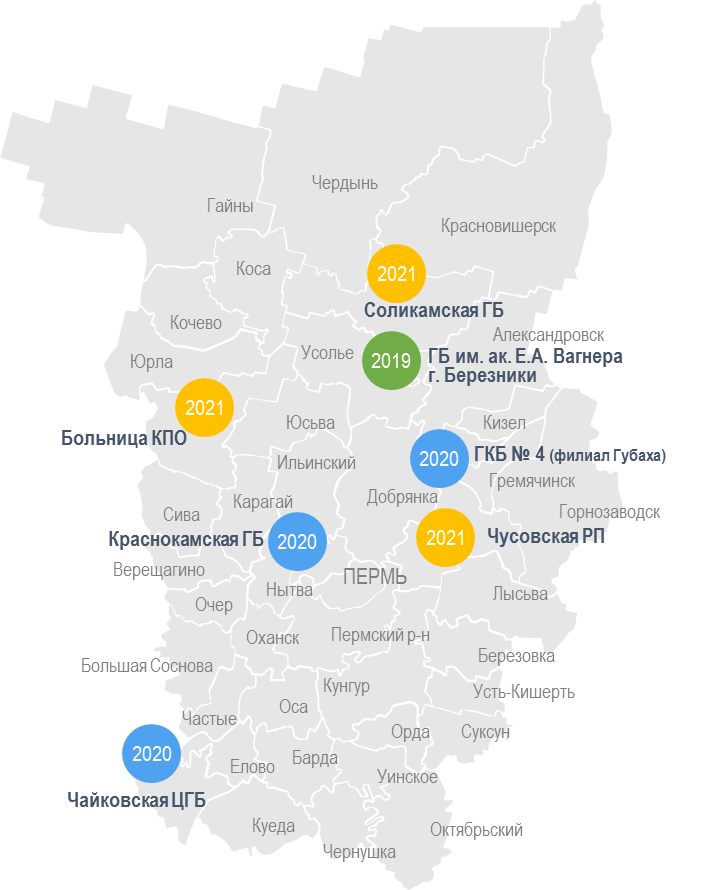 Чердынь
Гайны
Красновишерск
Коса
2021
Соликамская ГБ
Кочево
Александровск
Усолье
2019
ГБ им. ак. Е.А. Вагнера
г. Березники
Юрла
2021
Больница КПО
Юсьва
Кизел
Ильинский
2020
ГКБ № 4 (филиал Губаха)
Гремячинск
Добрянка
Карагай
Сива
Горнозаводск
Краснокамская ГБ
2020
2021
Чусовская РП
Верещагино
ПЕРМЬ
Нытва
Лысьва
Очер
Оханск
Пермский р-н
Березовка
Большая Соснова
Кунгур
Усть-Кишерть
Оса
Частые
Орда
Суксун
2020
Барда
Елово
Уинское
Чайковская ЦГБ
Куеда
Октябрьский
Чернушка